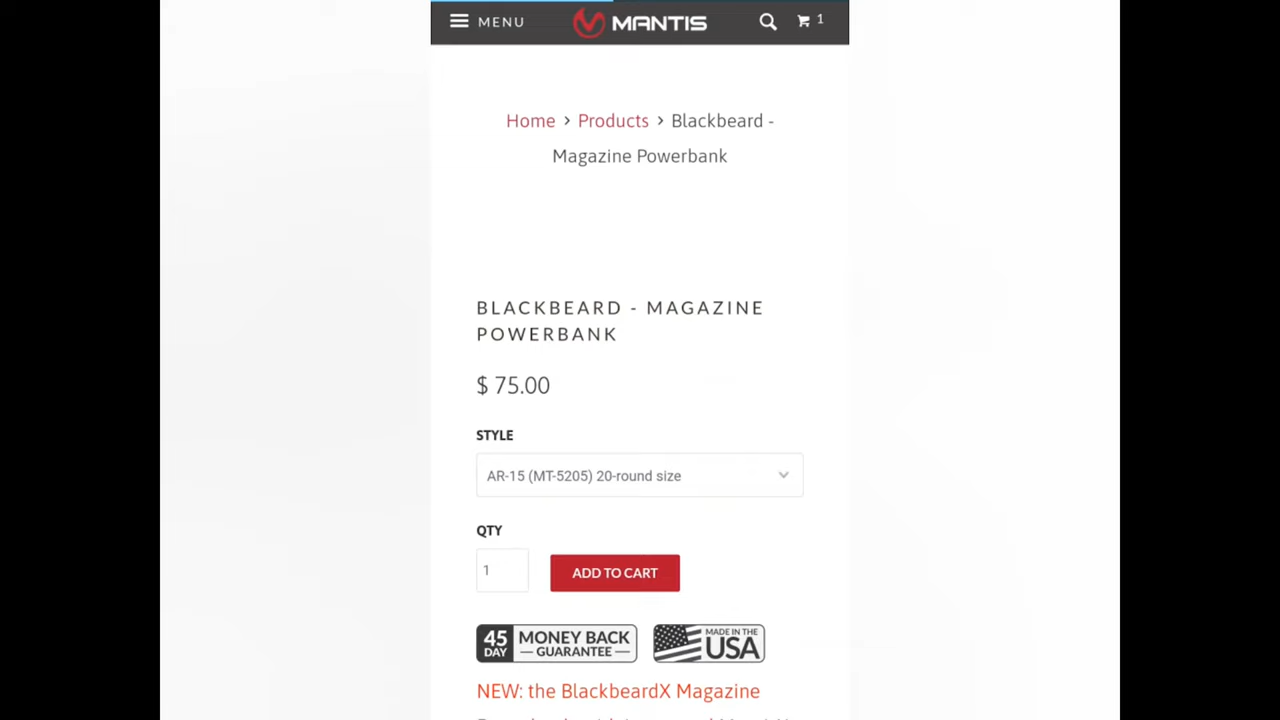 MENU
MANTIS
1
Home > Products > Blackbeard -
Magazine Powerbank
BLACKBEARD - MAGAZINE
POWERBANK
$ 75.00
STYLE
AR-15 (MT-5205) 20-round size
QTY
1
ADD TO CART
45
DAY
MONEY BACK
GUARANTEE
MADE IN THE
USA
NEW: the BlackbeardX Magazine